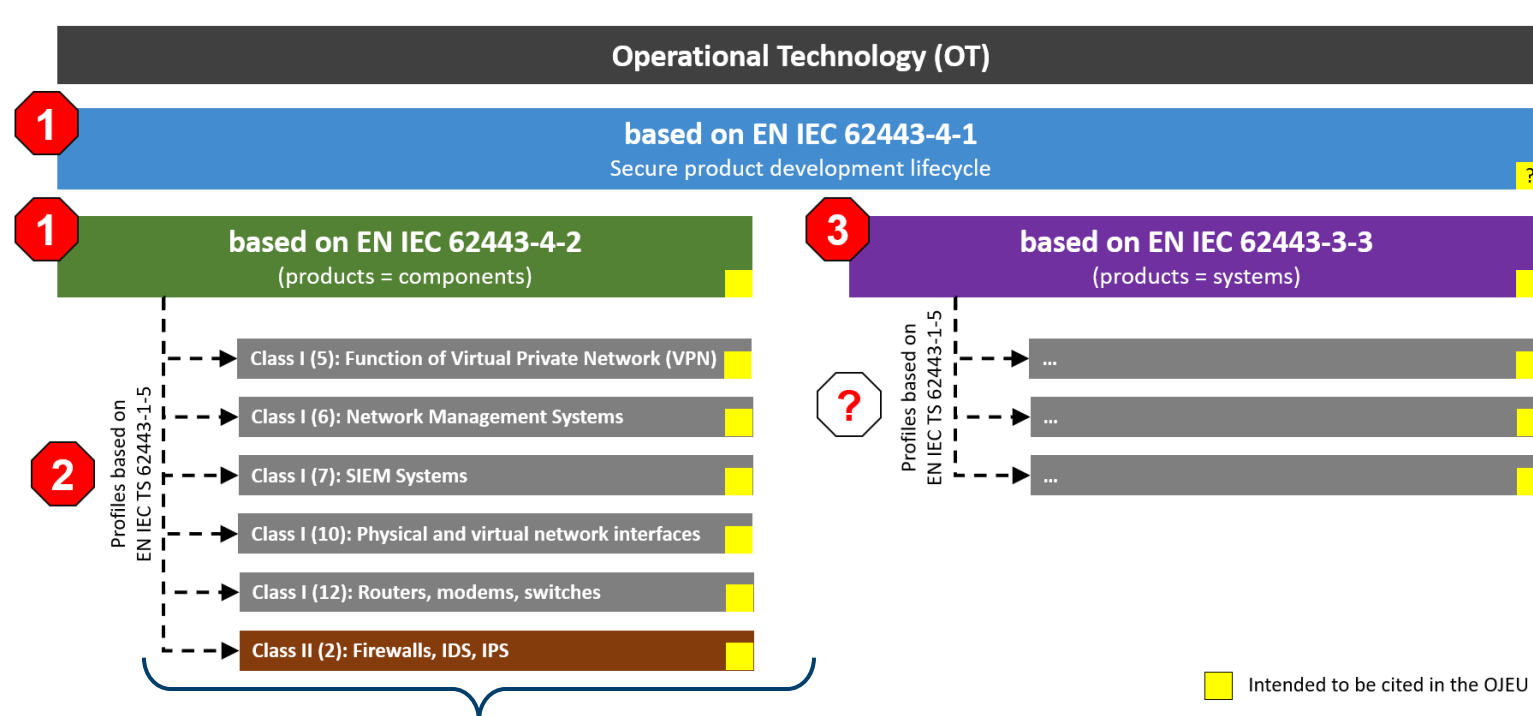 Operational Technology (OT)
1
based on EN IEC 62443-4-1
Secure product development lifecycle
?
1
based on EN IEC 62443-4-2
(products = components)
3
based on EN IEC 62443-3-3
(products = systems)
Profiles based on
EN IEC TS 62443-1-5
2
Class I (5): Function of Virtual Private Network (VPN)
Class I (6): Network Management Systems
Class I (7): SIEM Systems
Class I (10): Physical and virtual network interfaces
Class I (12): Routers, modems, switches
Class II (2): Firewalls, IDS, IPS
?
Profiles based on
EN IEC TS 62443-1-5
...
...
...
Intended to be cited in the OJEU